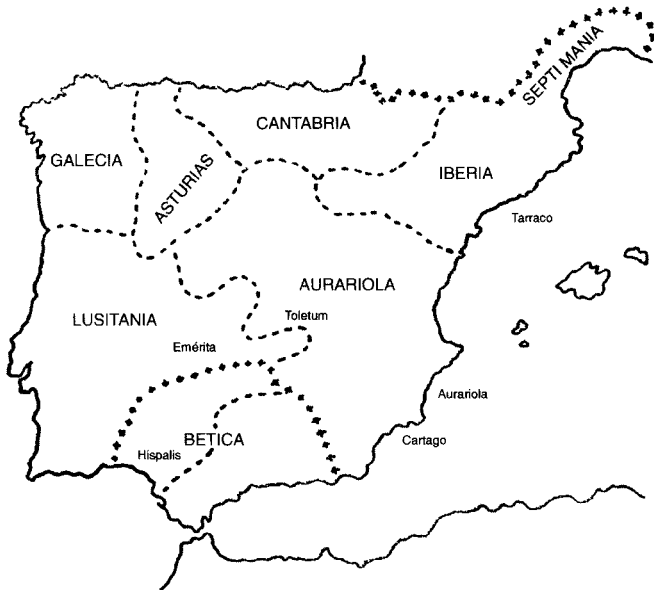 SEPTI MANIA
CANTABRIA
GALECIA
ASTURIAS
IBERIA
Tarraco
AURARIOLA
LUSITANIA
Toletum
Emérita
Aurariola
BETICA
Cartago
Hispalis